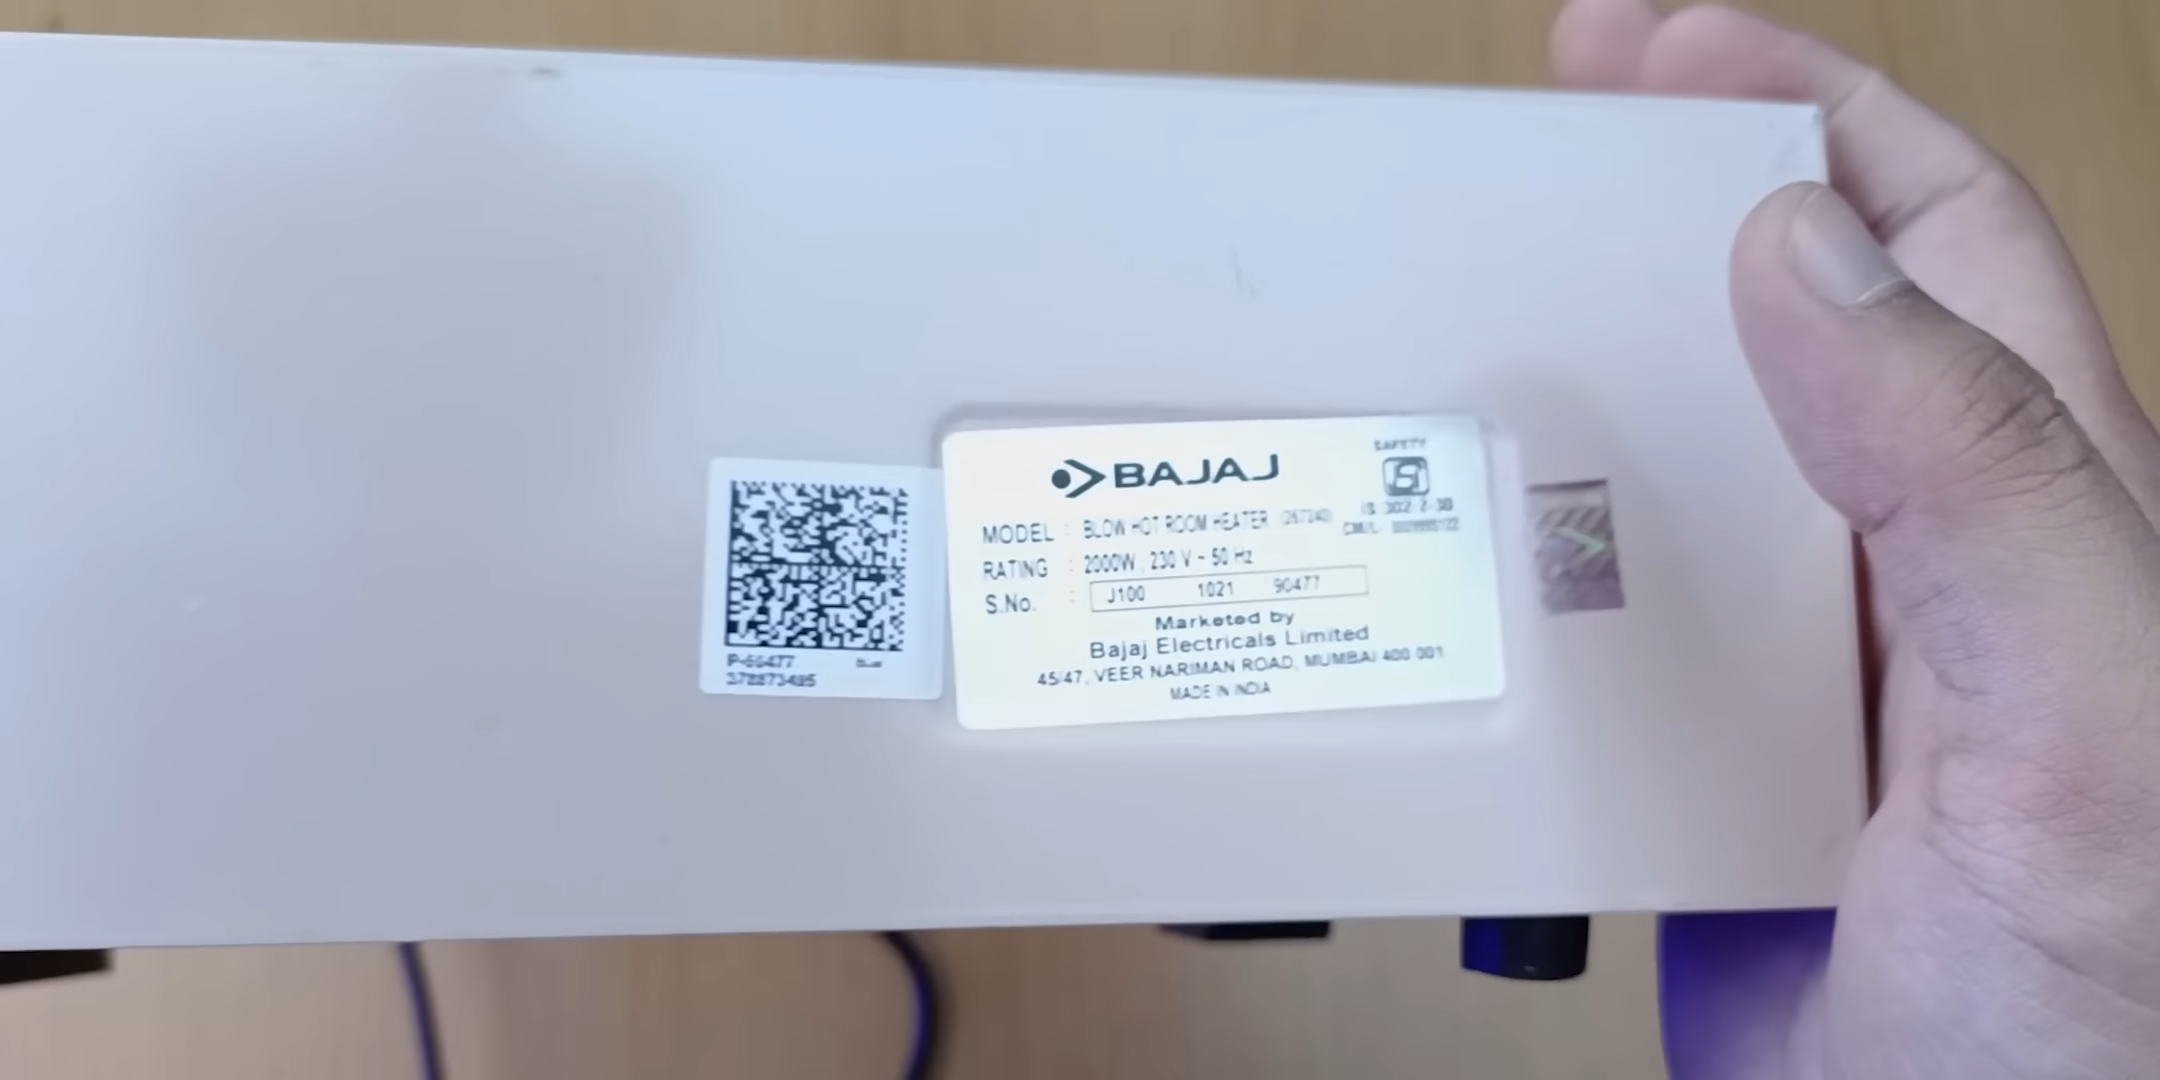 BAJAJ
SAFETY
MODEL : BLOW HOT ROOM HEATER
RATING : 2000W, 230 V ~ 50 Hz
S.No. : J100 1021 90477
Marketed by
Bajaj Electricals Limited
45/47, VEER NARIMAN ROAD, MUMBAI 400 001
MADE IN INDIA